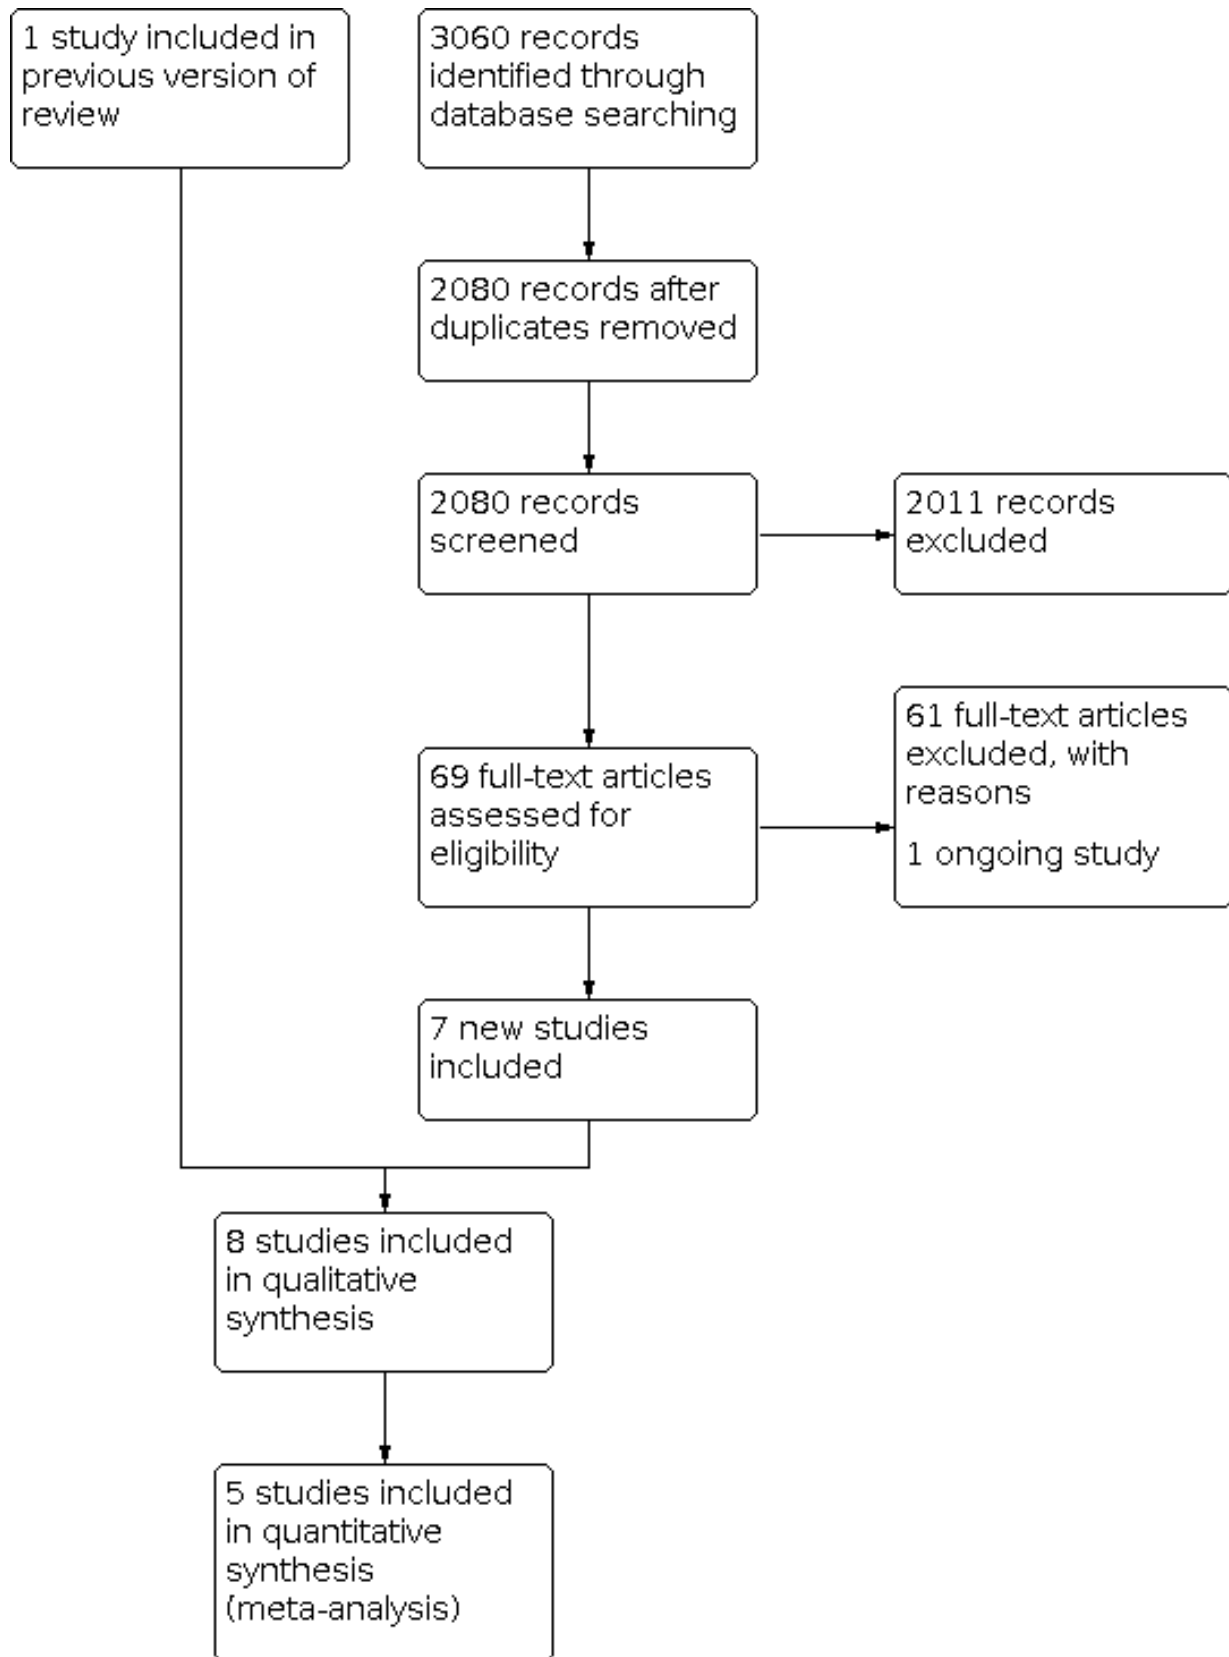 1 study included in
previous version of
review
3060 records
identified through
database searching
2080 records after
duplicates removed
2080 records
screened
2011 records
excluded
69 full-text articles
assessed for
eligibility
61 full-text articles
excluded, with
reasons
1 ongoing study
7 new studies
included
8 studies included
in qualitative
synthesis
5 studies included
in quantitative
synthesis
(meta-analysis)